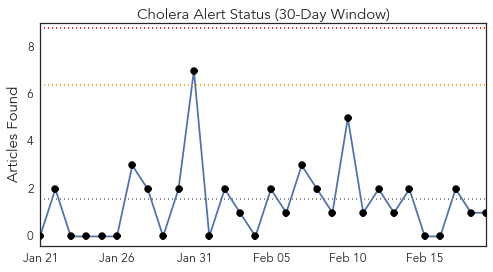 Cholera Alert Status (30-Day Window)
Articles Found
8
6
4
2
0
Jan 21 Jan 26 Jan 31 Feb 05 Feb 10 Feb 15